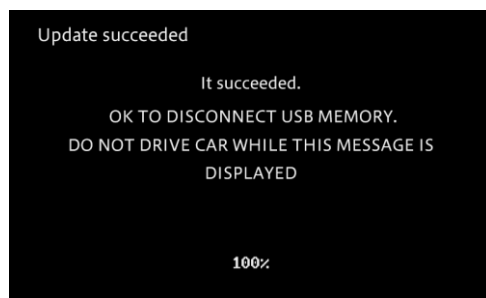 Update succeeded
It succeeded.
OK TO DISCONNECT USB MEMORY.
DO NOT DRIVE CAR WHILE THIS MESSAGE IS
DISPLAYED
100%